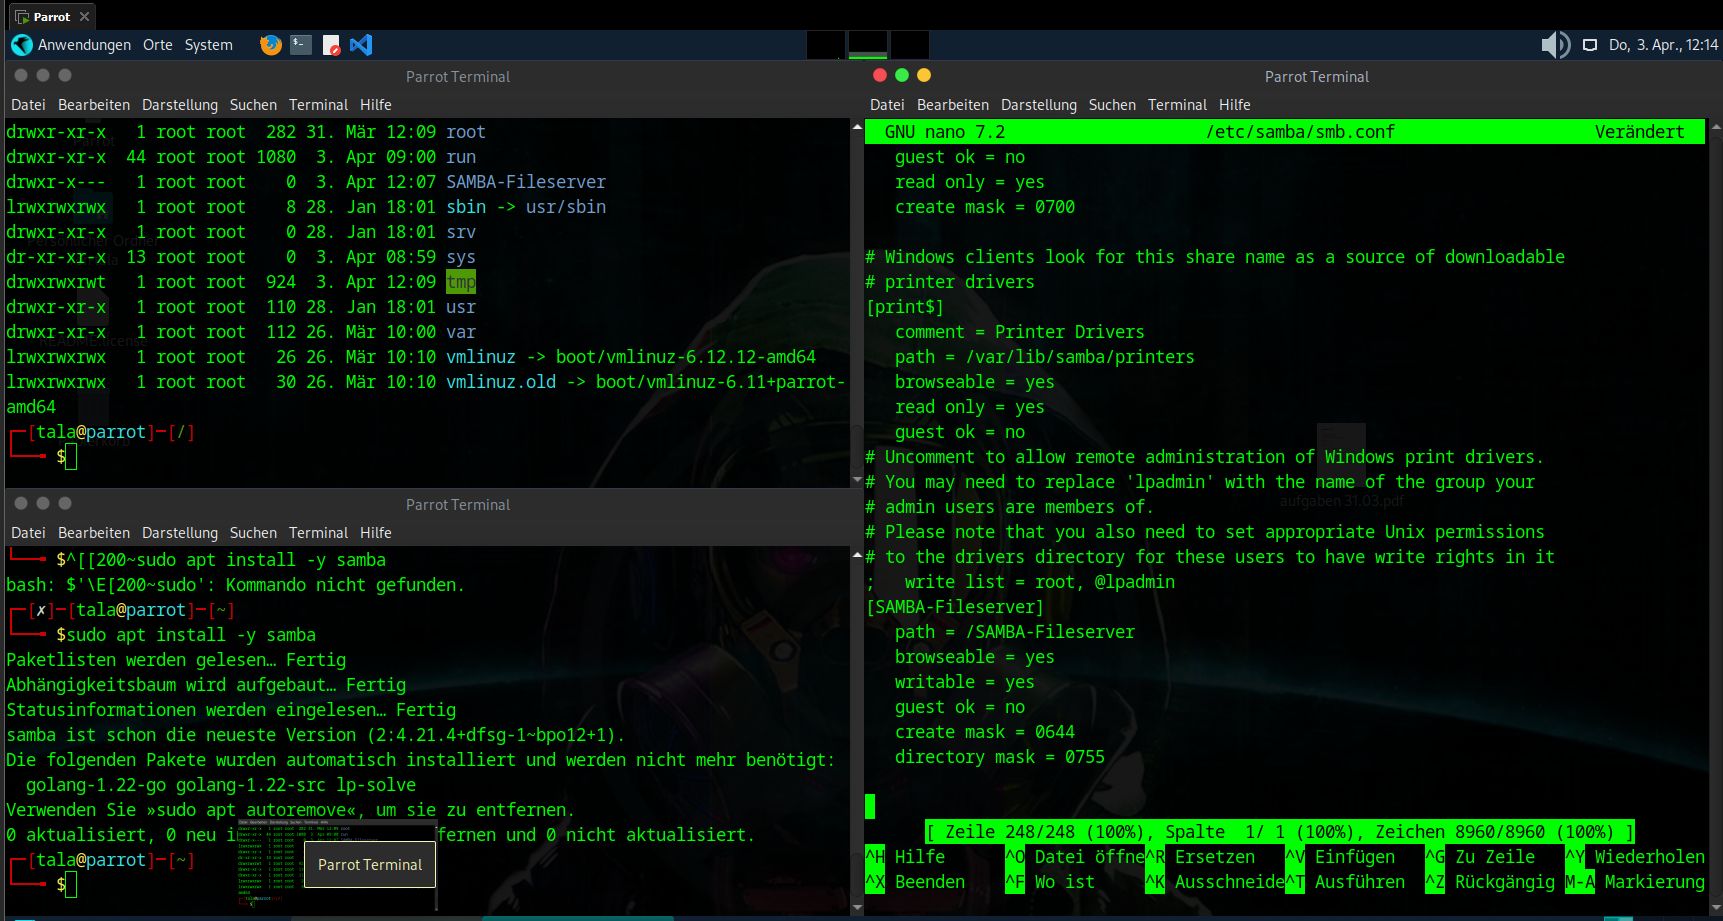 Parrot
Anwendungen Orte System
Do, 3. Apr., 12:14
Parrot Terminal
Datei Bearbeiten Darstellung Suchen Terminal Hilfe
drwxr-xr-x 1 root root 282 31. Mär 12:09 root
drwxr-xr-x 44 root root 1080 3. Apr 09:00 run
drwxr-x--- 1 root root 0 3. Apr 12:07 SAMBA-Fileserver
lrwxrwxrwx 1 root root 8 28. Jan 18:01 sbin -> usr/sbin
drwxr-xr-x 1 root root 0 28. Jan 18:01 srv
dr-xr-xr-x 13 root root 0 3. Apr 08:59 sys
drwxrwxrwt 1 root root 924 3. Apr 12:09 tmp
drwxr-xr-x 1 root root 110 28. Jan 18:01 usr
drwxr-xr-x 1 root root 112 26. Mär 10:00 var
lrwxrwxrwx 1 root root 26 26. Mär 10:10 vmlinuz -> boot/vmlinuz-6.12.12-amd64
lrwxrwxrwx 1 root root 30 26. Mär 10:10 vmlinuz.old -> boot/vmlinuz-6.11+parrot-
amd64
┌─[tala@parrot]─[/]
└──╼ $
Parrot Terminal
Datei Bearbeiten Darstellung Suchen Terminal Hilfe
└──╼ $^[[200~sudo apt install -y samba
bash: $'\E[200~sudo': Kommando nicht gefunden.
┌─[✗]─[tala@parrot]─[~]
└──╼ $sudo apt install -y samba
Paketlisten werden gelesen… Fertig
Abhängigkeitsbaum wird aufgebaut… Fertig
Statusinformationen werden eingelesen… Fertig
samba ist schon die neueste Version (2:4.21.4+dfsg-1~bpo12+1).
Die folgenden Pakete wurden automatisch installiert und werden nicht mehr benötigt:
golang-1.22-go golang-1.22-src lp-solve
Verwenden Sie »sudo apt autoremove«, um sie zu entfernen.
0 aktualisiert, 0 neu fernen und 0 nicht aktualisiert.
┌─[tala@parrot]─[~]
└──╼ $
Parrot Terminal
Parrot Terminal
Datei Bearbeiten Darstellung Suchen Terminal Hilfe
GNU nano 7.2 /etc/samba/smb.conf Verändert
guest ok = no
read only = yes
create mask = 0700
# Windows clients look for this share name as a source of downloadable
# printer drivers
[print$]
comment = Printer Drivers
path = /var/lib/samba/printers
browseable = yes
read only = yes
guest ok = no
# Uncomment to allow remote administration of Windows print drivers.
# You may need to replace 'lpadmin' with the name of the group your
# admin users are members of.
# Please note that you also need to set appropriate Unix permissions
# to the drivers directory for these users to have write rights in it
; write list = root, @lpadmin
[SAMBA-Fileserver]
path = /SAMBA-Fileserver
browseable = yes
writable = yes
guest ok = no
create mask = 0644
directory mask = 0755
[ Zeile 248/248 (100%), Spalte 1/ 1 (100%), Zeichen 8960/8960 (100%) ]
^H Hilfe ^O Datei öffne^R Ersetzen ^V Einfügen ^G Zu Zeile ^Y Wiederholen
^X Beenden ^F Wo ist ^K Ausschneide^T Ausführen ^Z Rückgängig M-A Markierung
aufgaben 31.03.pdf